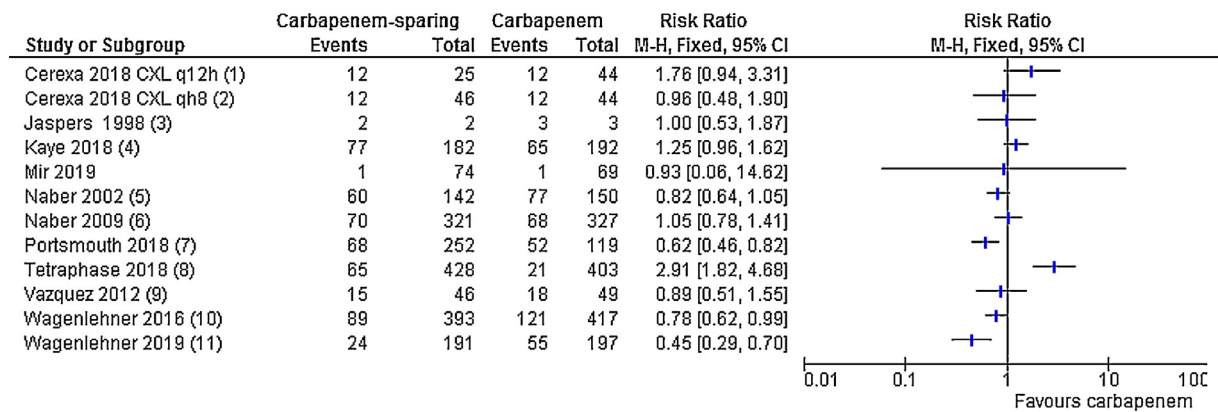 Carbapenem-sparing Carbapenem Risk Ratio Risk Ratio
Study or Subgroup Events Total Events Total M-H, Fixed, 95% CI M-H, Fixed, 95% CI
Cerexa 2018 CXL q12h (1) 12 25 12 44 1.76 [0.94, 3.31]
Cerexa 2018 CXL qh8 (2) 12 46 12 44 0.96 [0.48, 1.90]
Jaspers 1998 (3) 2 2 3 3 1.00 [0.53, 1.87]
Kaye 2018 (4) 77 182 65 192 1.25 [0.96, 1.62]
Mir 2019 1 74 1 69 0.93 [0.06, 14.62]
Naber 2002 (5) 60 142 77 150 0.82 [0.64, 1.05]
Naber 2009 (6) 70 321 68 327 1.05 [0.78, 1.41]
Portsmouth 2018 (7) 68 252 52 119 0.62 [0.46, 0.82]
Tetraphase 2018 (8) 65 428 21 403 2.91 [1.82, 4.68]
Vazquez 2012 (9) 15 46 18 49 0.89 [0.51, 1.55]
Wagenlehner 2016 (10) 89 393 121 417 0.78 [0.62, 0.99]
Wagenlehner 2019 (11) 24 191 55 197 0.45 [0.29, 0.70]
0.01 0.1 1 10
Favours carbapenem